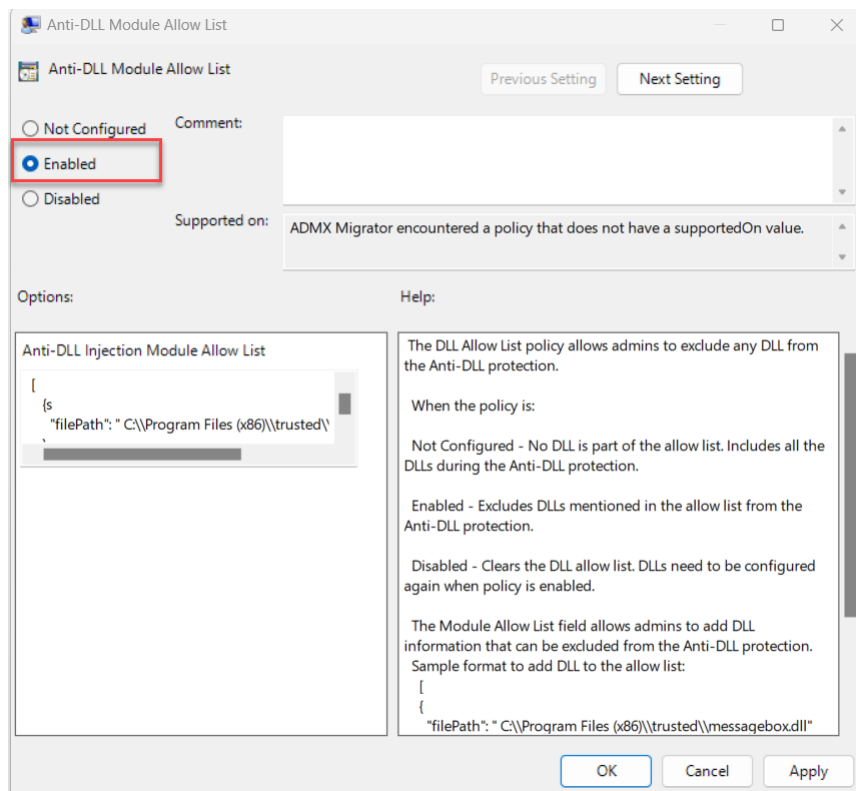 Anti-DLL Module Allow List
Anti-DLL Module Allow List
Previous Setting
Next Setting
Not Configured
Comment:
Enabled
Disabled
Supported on:
ADMX Migrator encountered a policy that does not have a supportedOn value.
Options:
Help:
Anti-DLL Injection Module Allow List
[
{s
"filePath": " C:\\Program Files (x86)\\trusted\
The DLL Allow List policy allows admins to exclude any DLL from
the Anti-DLL protection.
When the policy is:
Not Configured - No DLL is part of the allow list. Includes all the
DLLs during the Anti-DLL protection.
Enabled - Excludes DLLs mentioned in the allow list from the
Anti-DLL protection.
Disabled - Clears the DLL allow list. DLLs need to be configured
again when policy is enabled.
The Module Allow List field allows admins to add DLL
information that can be excluded from the Anti-DLL protection.
Sample format to add DLL to the allow list:
[
{
"filePath": " C:\\Program Files (x86)\\trusted\\messagebox.dll"
OK
Cancel
Apply